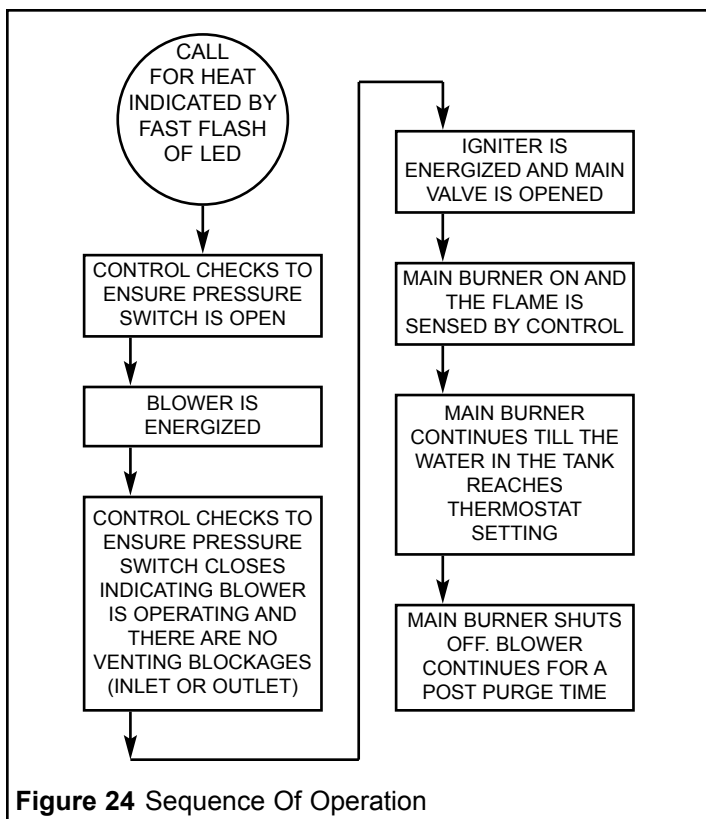 CALL
FOR HEAT
INDICATED BY
FAST FLASH
OF LED
CONTROL CHECKS TO
ENSURE PRESSURE
SWITCH IS OPEN
BLOWER IS
ENERGIZED
CONTROL CHECKS TO
ENSURE PRESSURE
SWITCH CLOSES
INDICATING BLOWER
IS OPERATING AND
THERE ARE NO
VENTING BLOCKAGES
(INLET OR OUTLET)
IGNITER IS
ENERGIZED AND MAIN
VALVE IS OPENED
MAIN BURNER ON AND
THE FLAME IS
SENSED BY CONTROL
MAIN BURNER
CONTINUES TILL THE
WATER IN THE TANK
REACHES
THERMOSTAT
SETTING
MAIN BURNER SHUTS
OFF. BLOWER
CONTINUES FOR A
POST PURGE TIME
Figure 24 Sequence Of Operation